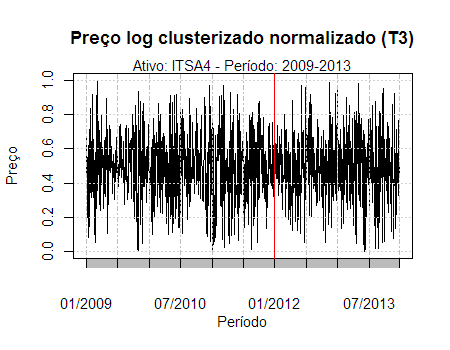 Preço log clusterizado normalizado (T3)
Ativo: ITSA4 - Período: 2009-2013
Preço
1.0
0.8
0.6
0.4
0.2
0.0
01/2009 07/2010 01/2012 07/2013
Período